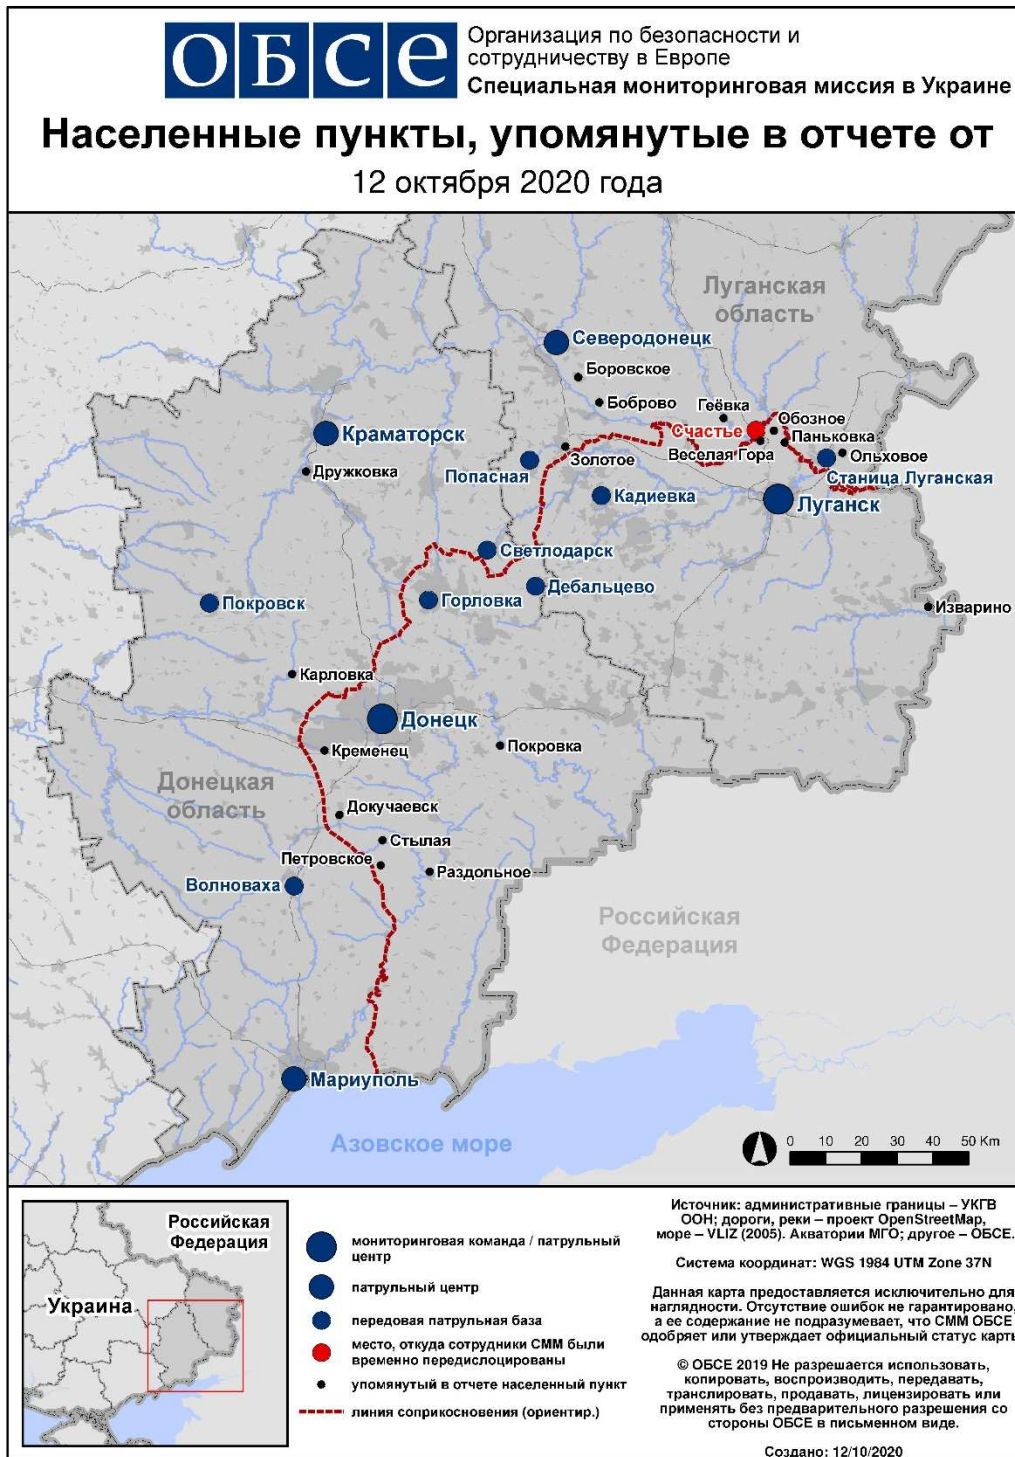 ОБСЕ
Организация по безопасности и
сотрудничеству в Европе
Специальная мониторинговая миссия в Украине
Населенные пункты, упомянутые в отчете от
12 октября 2020 года
Луганская
область
Северодонецк
Боровское
Боброво
Геёвка
Обозное
Счастье
Паньковка
Краматорск
Веселая Гора
Ольховое
Золотое
Дружковка
Попасная
Станица Луганская
Кадиевка
Луганск
Светлодарск
Дебальцево
Покровск
Горловка
Изварино
Карловка
Донецк
Кременец
Покровка
Донецкая
область
Докучаевск
Стылая
Петровское
Раздольное
Волноваха
Российская
Федерация
Мариуполь
Азовское море
0 10 20 30 40 50 Km
Российская
Федерация
Украина
мониторинговая команда / патрульный
центр
патрульный центр
передовая патрульная база
место, откуда сотрудники СММ были
временно передислоцированы
упомянутый в отчете населенный пункт
линия соприкосновения (ориентир.)
Источник: административные границы – УКГВ
ООН; дороги, реки – проект OpenStreetMap,
море – VLIZ (2005). Акватории МГО; другое – ОБСЕ.
Система координат: WGS 1984 UTM Zone 37N
Данная карта предоставляется исключительно для
наглядности. Отсутствие ошибок не гарантировано,
а ее содержание не подразумевает, что СММ ОБСЕ
одобряет или утверждает официальный статус карты
© ОБСЕ 2019 Не разрешается использовать,
копировать, воспроизводить, передавать,
транслировать, продавать, лицензировать или
применять без предварительного разрешения со
стороны ОБСЕ в письменном виде.
Создано: 12/10/2020